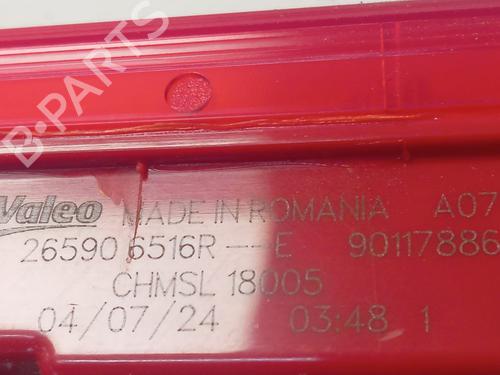 B-PARTS
Valeo MADE IN ROMANIA A07
26590 6516R--E 90117886
CHMSL 18005
04/07/24 03:48 1